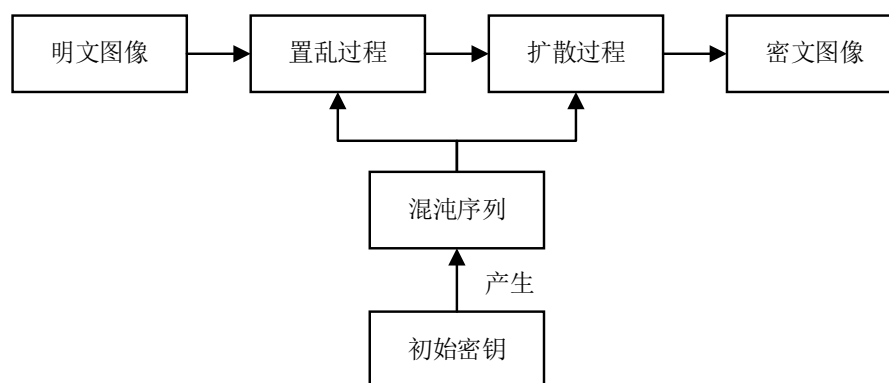 明文图像
置乱过程
扩散过程
密文图像
混沌序列
产生
初始密钥